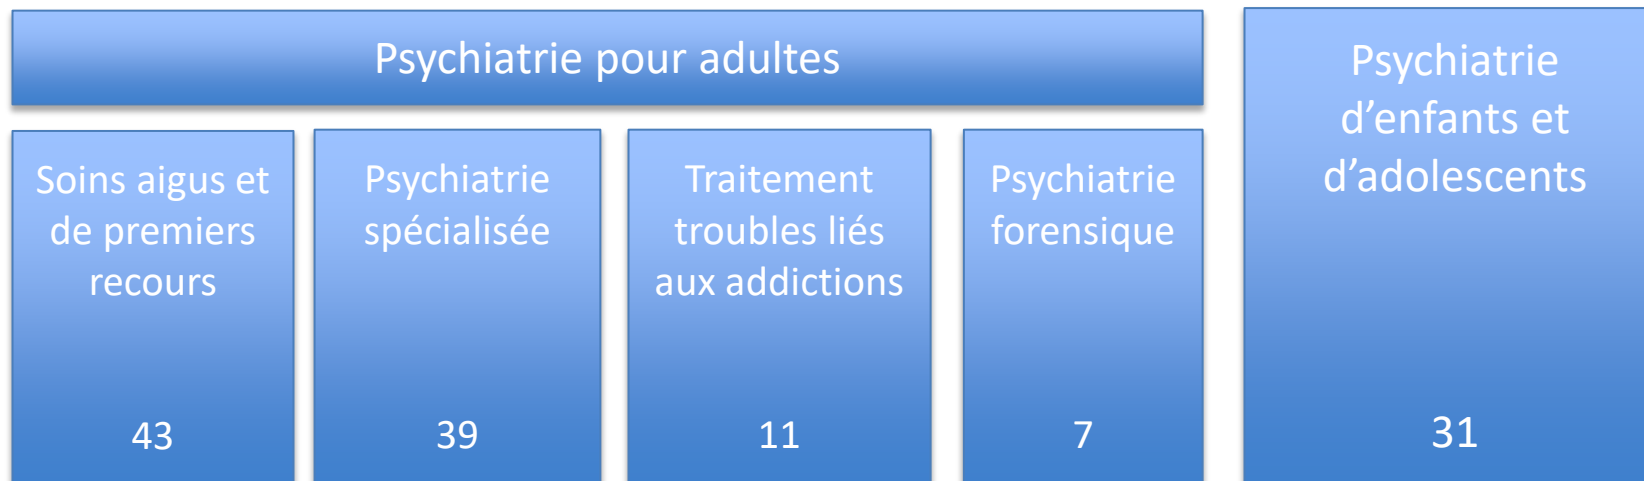 Psychiatrie pour adultes
Soins aigus et
de premiers
recours
43
Psychiatrie
spécialisée
39
Traitement
troubles liés
aux addictions
11
Psychiatrie
forensique
7
Psychiatrie
d’enfants et
d’adolescents
31